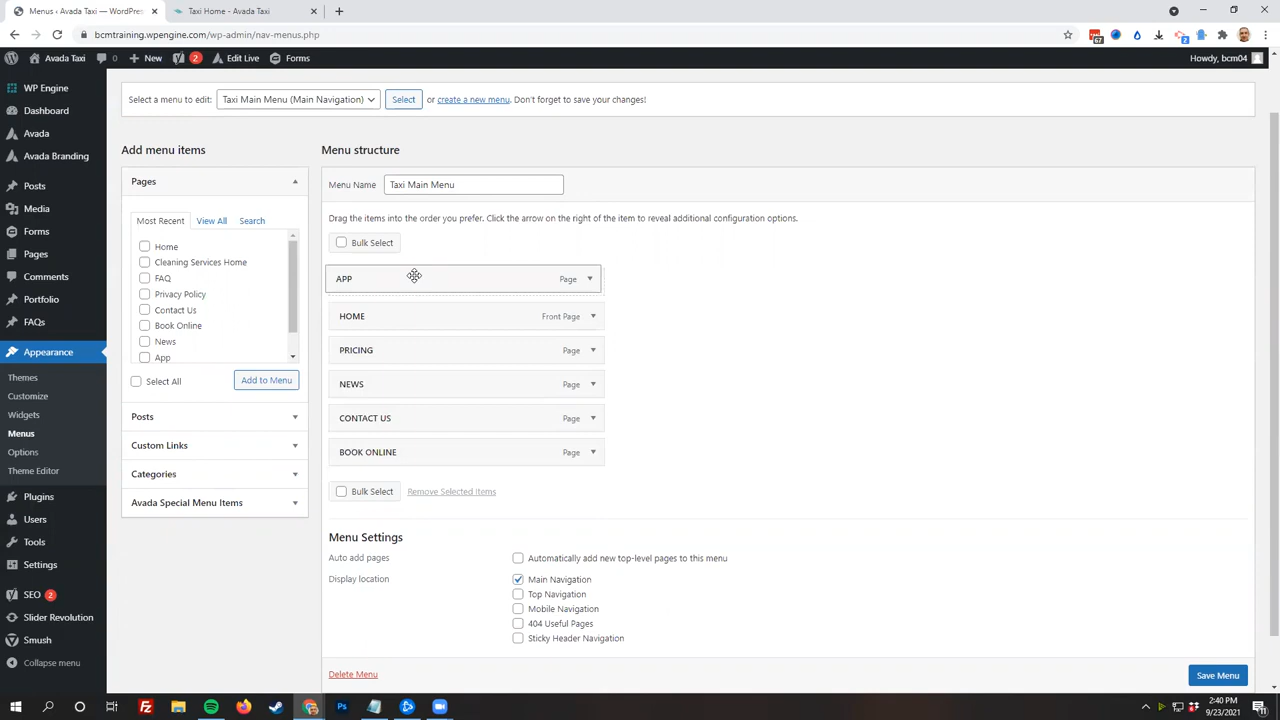 Menus ‹ Avada Taxi — WordPres
Taxi Home - Avada Taxi
bcmtraining.wpengine.com/wp-admin/nav-menus.php
67
2
Avada Taxi
0
New
2
Edit Live
Forms
Howdy, bcm04
WP Engine
Dashboard
Avada
Avada Branding
Posts
Media
Forms
Pages
Comments
Portfolio
FAQs
Appearance
Themes
Customize
Widgets
Menus
Options
Theme Editor
Plugins
Users
Tools
Settings
SEO 2
Slider Revolution
Smush
Collapse menu
Select a menu to edit: Taxi Main Menu (Main Navigation) Select or create a new menu. Don't forget to save your changes!
Add menu items
Pages
Most Recent View All Search
Home
Cleaning Services Home
FAQ
Privacy Policy
Contact Us
Book Online
News
App
Select All Add to Menu
Posts
Custom Links
Categories
Avada Special Menu Items
Menu structure
Menu Name Taxi Main Menu
Drag the items into the order you prefer. Click the arrow on the right of the item to reveal additional configuration options.
Bulk Select
APP Page
HOME Front Page
PRICING Page
NEWS Page
CONTACT US Page
BOOK ONLINE Page
Bulk Select Remove Selected Items
Menu Settings
Auto add pages Automatically add new top-level pages to this menu
Display location Main Navigation
Top Navigation
Mobile Navigation
404 Useful Pages
Sticky Header Navigation
Delete Menu
Save Menu
2:40 PM
9/23/2021